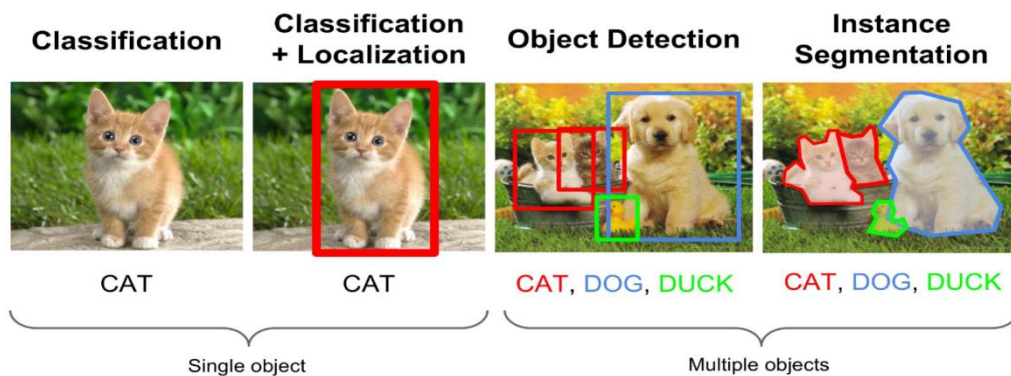 Classification
Classification
+ Localization
Object Detection
Instance
Segmentation
CAT
CAT
CAT, DOG, DUCK
CAT, DOG, DUCK
Single object
Multiple objects